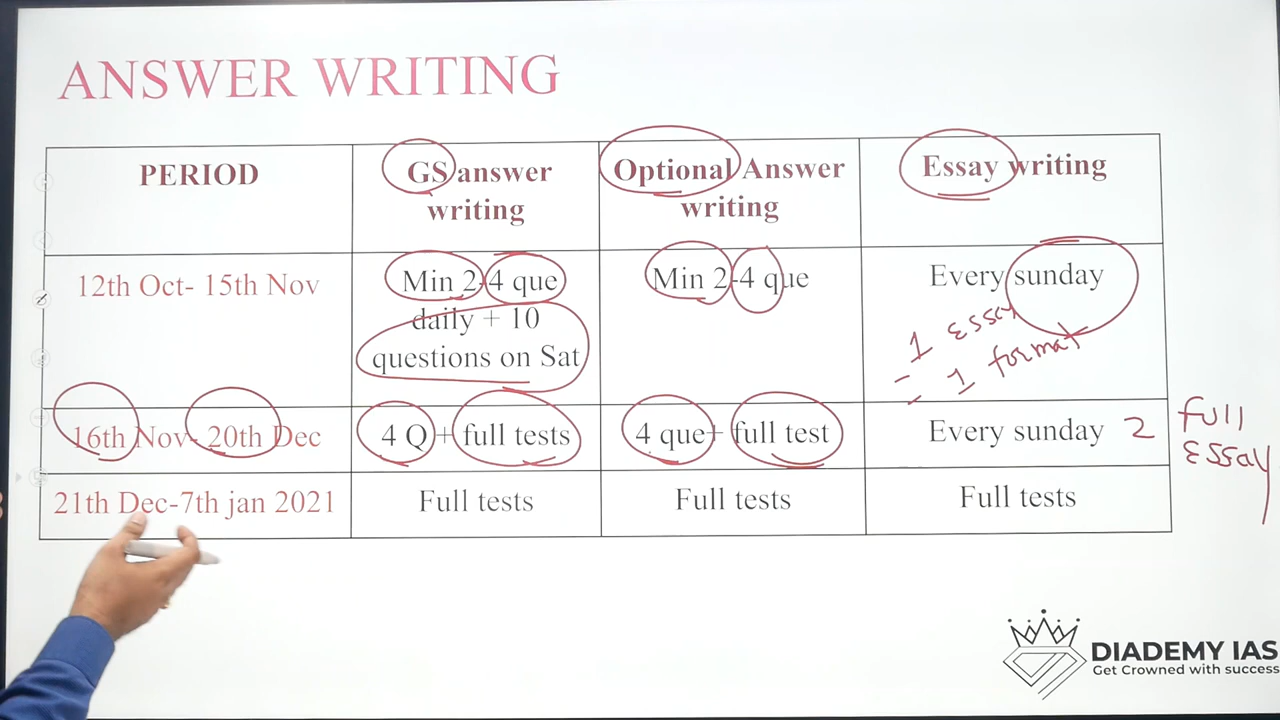 ANSWER WRITING
PERIOD
GS answer
writing
Optional Answer
writing
Essay writing
12th Oct- 15th Nov
Min 2-4 que
daily + 10
questions on Sat
Min 2-4 que
Every sunday
- 1 essay
- 1 format
16th Nov- 20th Dec
4 Q+ full tests
4 que+ full test
Every sunday 2 full
essay
21th Dec-7th jan 2021
Full tests
Full tests
Full tests
DIADEMY IAS
Get Crowned with success